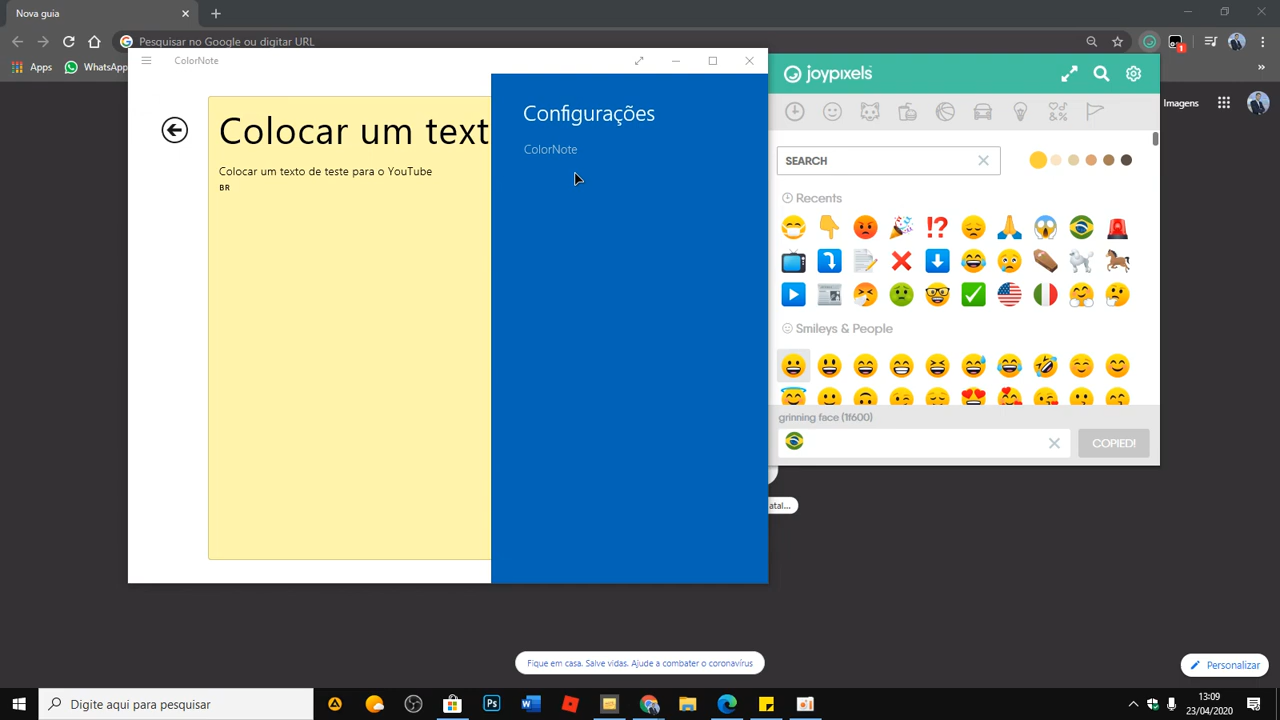 Nova guia
Pesquisar no Google ou digitar URL
Apps
WhatsApp
Imagens
1
ColorNote
Colocar um text
Colocar um texto de teste para o YouTube
BR
Configurações
ColorNote
joypixels
SEARCH
Recents
Smileys & People
grinning face (1f600)
COPIED!
atal...
Fique em casa. Salve vidas. Ajude a combater o coronavírus
Personalizar
Digite aqui para pesquisar
13:09
23/04/2020